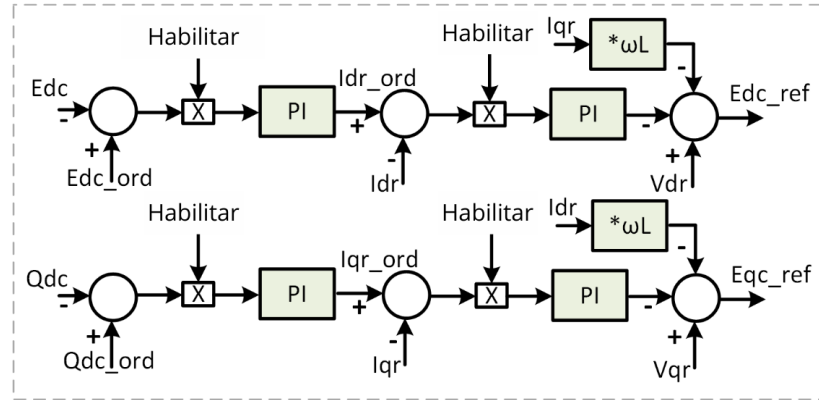 Habilitar
Habilitar
Iqr
*ωL
-
Edc
-
X
PI
Idr_ord
+
X
PI
-
Edc_ref
+
Edc_ord
-
Idr
+
Vdr
Habilitar
Habilitar
Idr
*ωL
-
Qdc
-
X
PI
Iqr_ord
+
X
PI
-
Eqc_ref
+
Qdc_ord
-
Iqr
+
Vqr